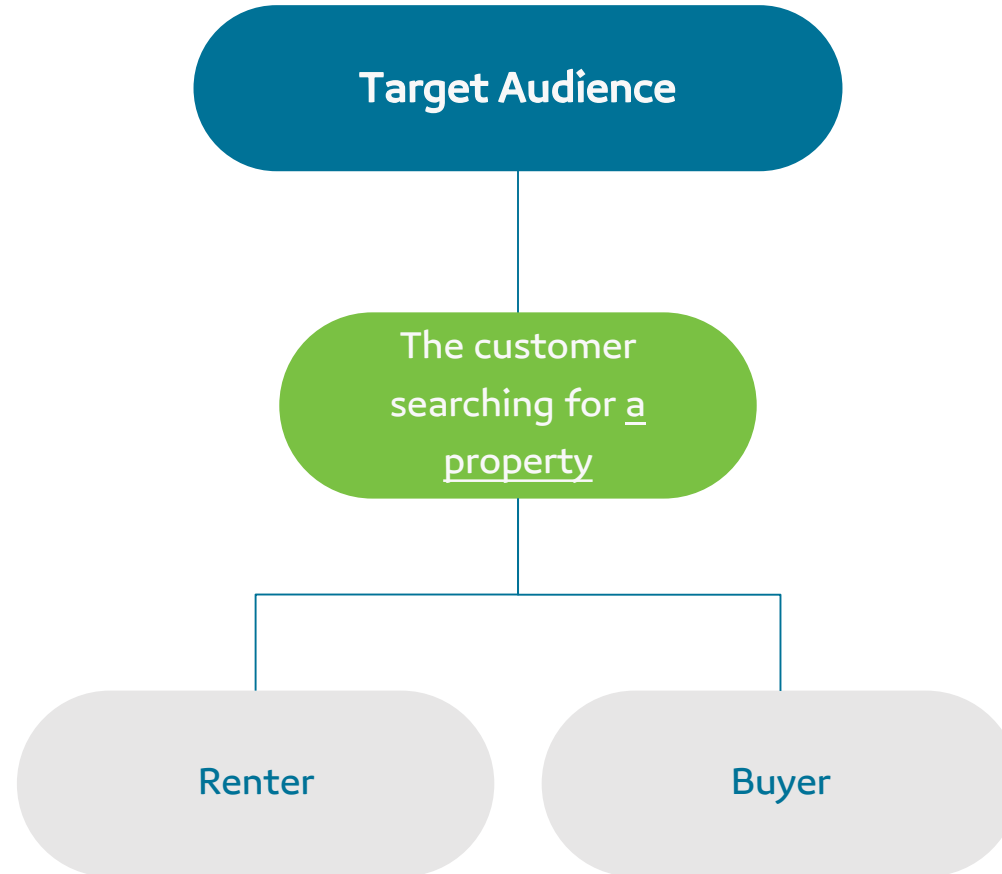 Target Audience
The customer
searching for a
property
Renter
Buyer